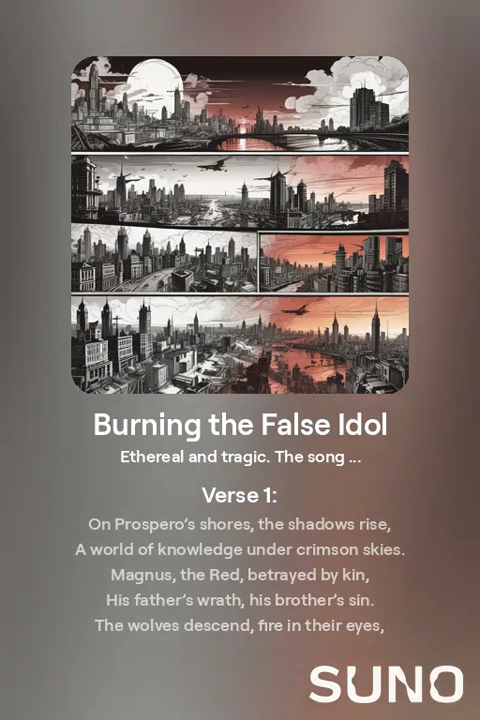 Burning the False Idol
Ethereal and tragic. The song ...
Verse 1:
On Prospero's shores, the shadows rise,
A world of knowledge under crimson skies.
Magnus, the Red, betrayed by kin,
His father's wrath, his brother's sin.
The wolves descend, fire in their eyes,
SUNO